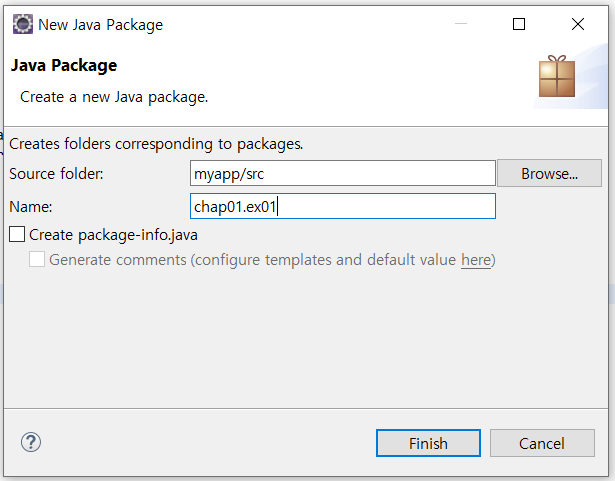 New Java Package
Java Package
Create a new Java package.
Creates folders corresponding to packages.
Source folder: myapp/src Browse...
Name: chap01.ex01
Create package-info.java
Generate comments (configure templates and default value here)
? Finish Cancel